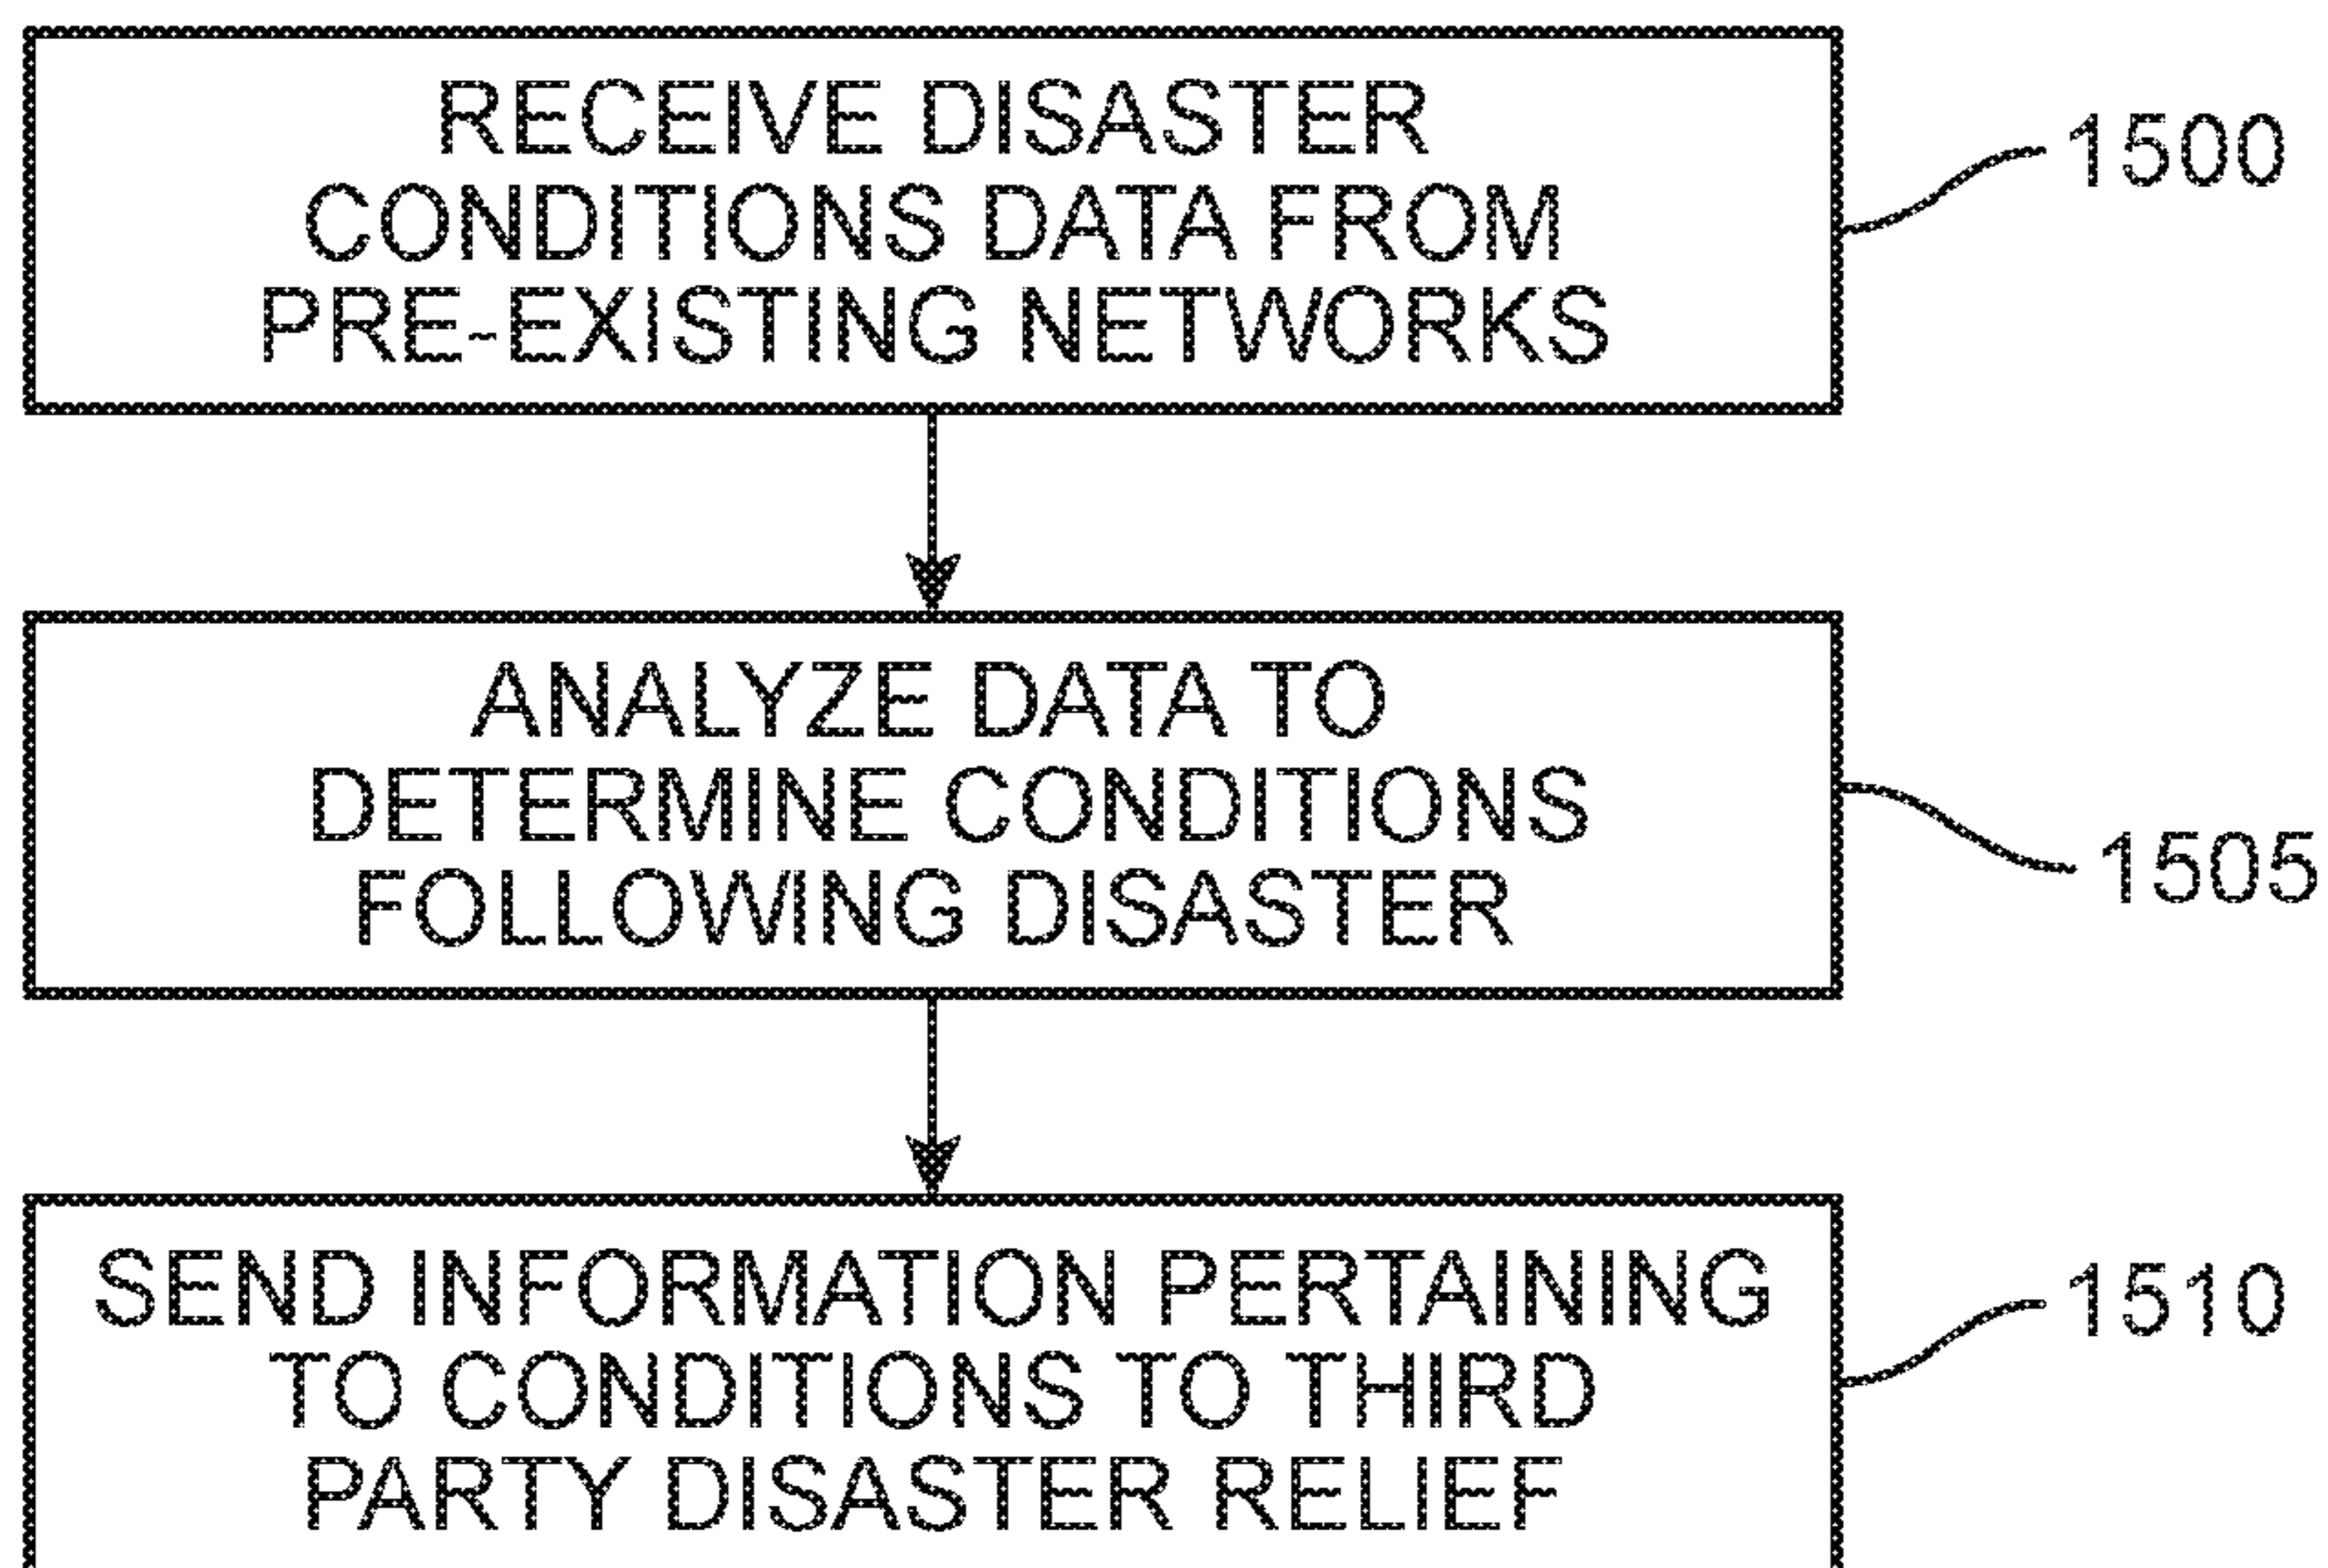 RECEIVE DISASTER
CONDITIONS DATA FROM
PRE-EXISTING NETWORKS
1500
ANALYZE DATA TO
DETERMINE CONDITIONS
FOLLOWING DISASTER
1505
SEND INFORMATION PERTAINING
TO CONDITIONS TO THIRD
PARTY DISASTER RELIEF
1510